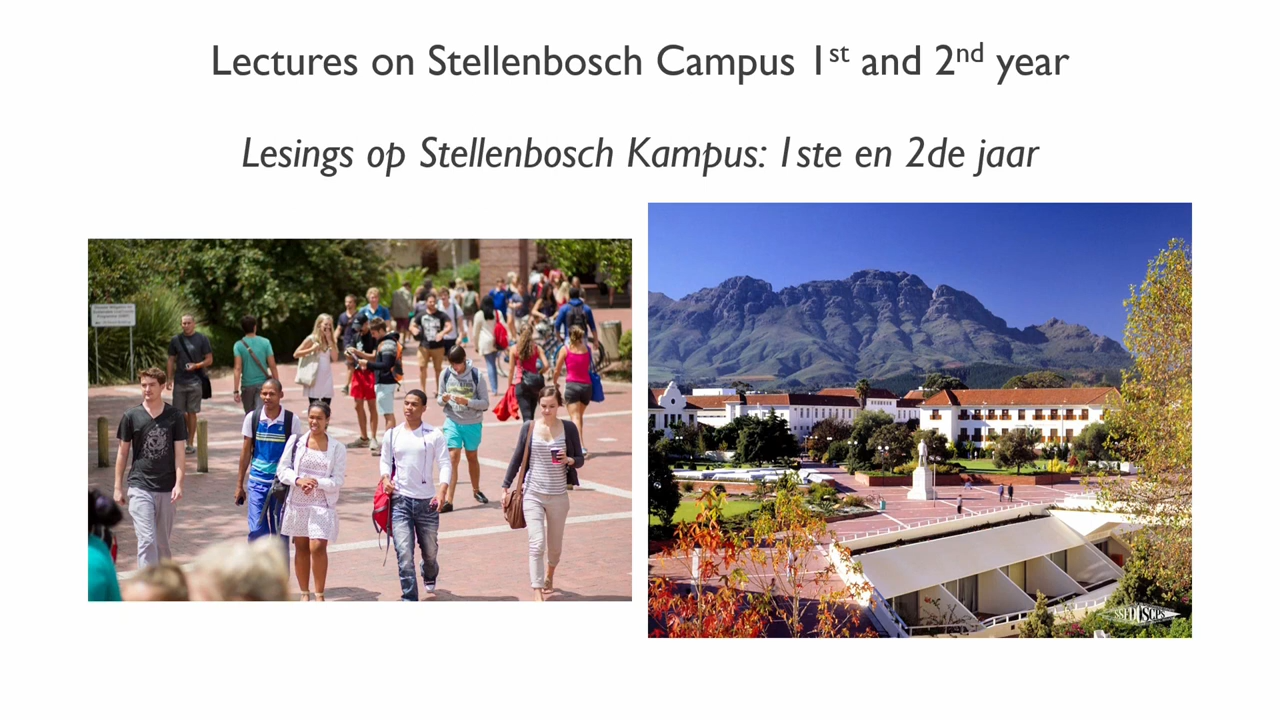 Lectures on Stellenbosch Campus 1st and 2nd year
Lesings op Stellenbosch Kampus: 1ste en 2de jaar